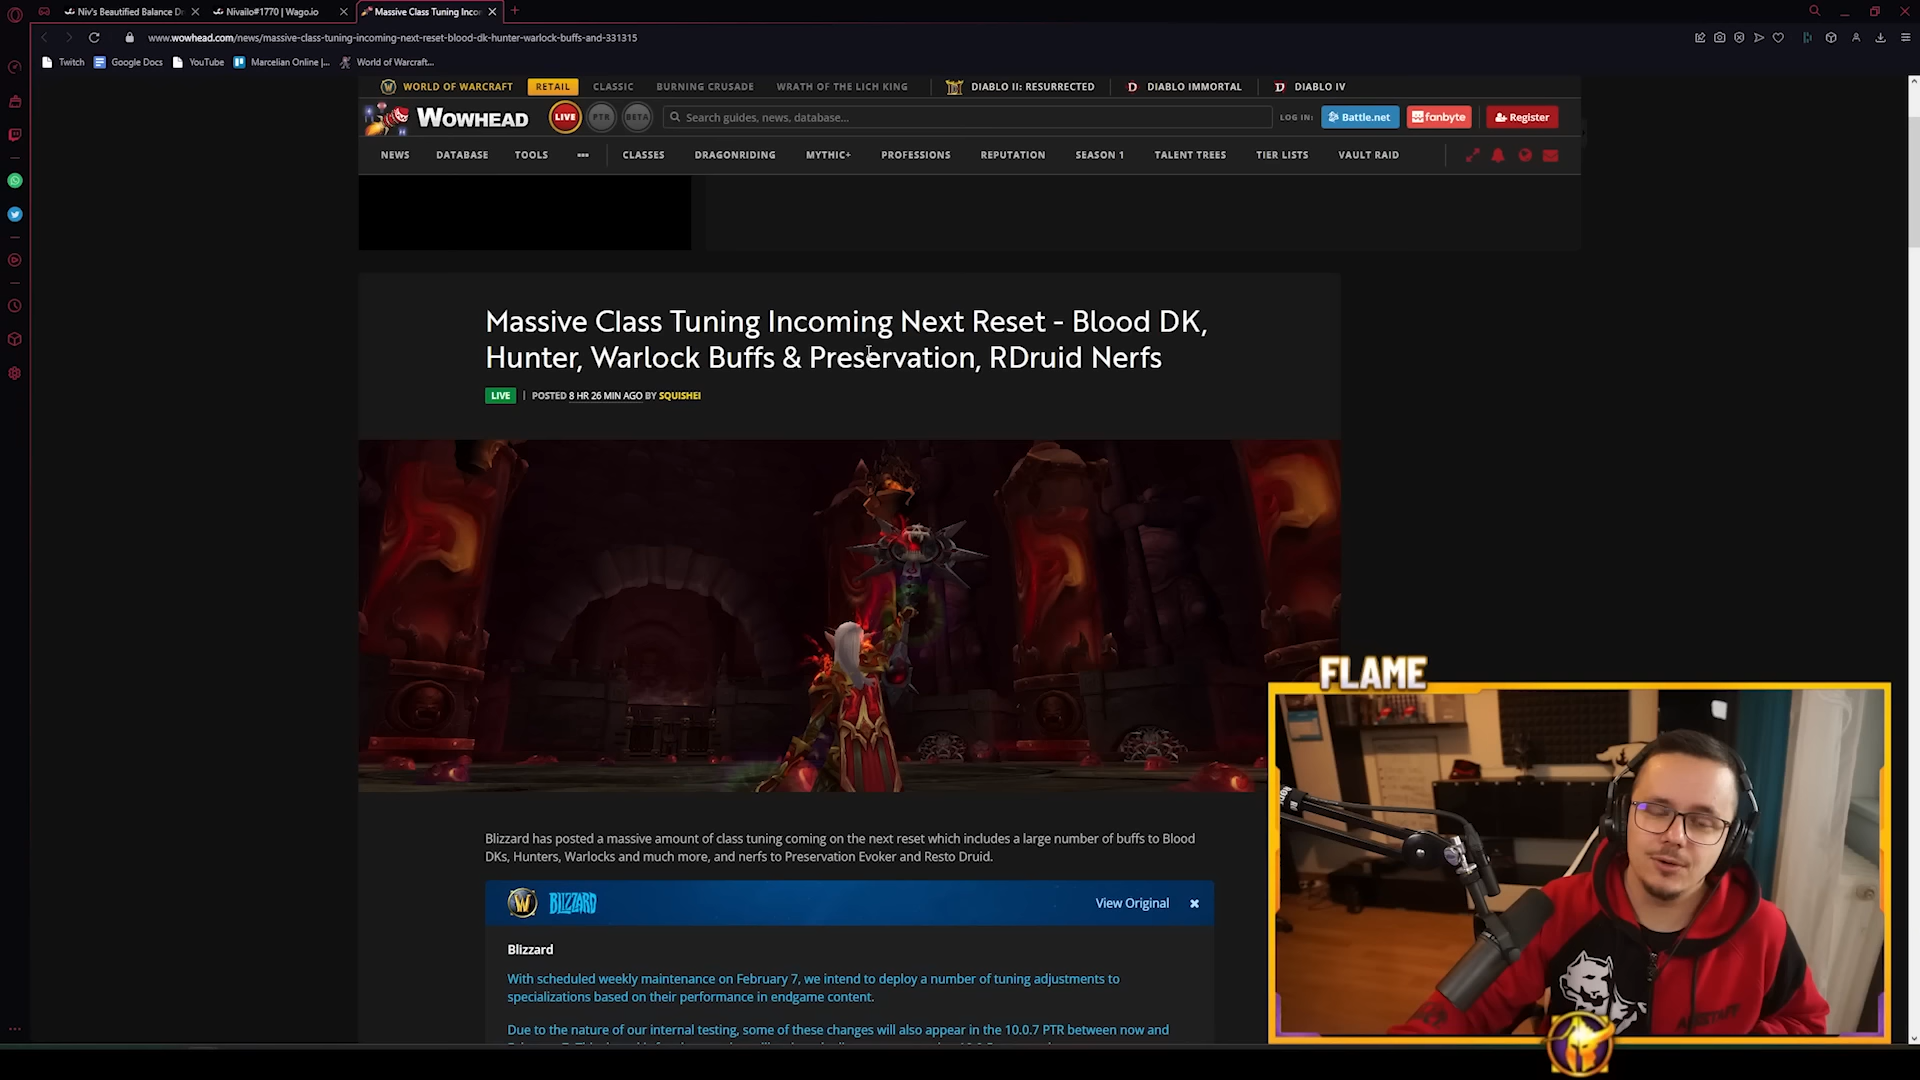 Niv's Beautified Balance Dr
Nivailo#1770 | Wago.io
Massive Class Tuning Inco
www.wowhead.com/news/massive-class-tuning-incoming-next-reset-blood-dk-hunter-warlock-buffs-and-331315
Twitch
Google Docs
YouTube
Marcelian Online |...
World of Warcraft...
WORLD OF WARCRAFT
RETAIL
CLASSIC
BURNING CRUSADE
WRATH OF THE LICH KING
DIABLO II: RESURRECTED
DIABLO IMMORTAL
DIABLO IV
WOWHEAD
LIVE
PTR
BETA
Search guides, news, database...
LOG IN:
Battle.net
fanbyte
Register
NEWS
DATABASE
TOOLS
CLASSES
DRAGONRIDING
MYTHIC+
PROFESSIONS
REPUTATION
SEASON 1
TALENT TREES
TIER LISTS
VAULT RAID
Massive Class Tuning Incoming Next Reset - Blood DK,
Hunter, Warlock Buffs & Preservation, RDruid Nerfs
LIVE | POSTED 8 HR 26 MIN AGO BY SQUISHEI
FLAME
Blizzard has posted a massive amount of class tuning coming on the next reset which includes a large number of buffs to Blood
DKs, Hunters, Warlocks and much more, and nerfs to Preservation Evoker and Resto Druid.
BLIZZARD
View Original
Blizzard
With scheduled weekly maintenance on February 7, we intend to deploy a number of tuning adjustments to
specializations based on their performance in endgame content.
Due to the nature of our internal testing, some of these changes will also appear in the 10.0.7 PTR between now and